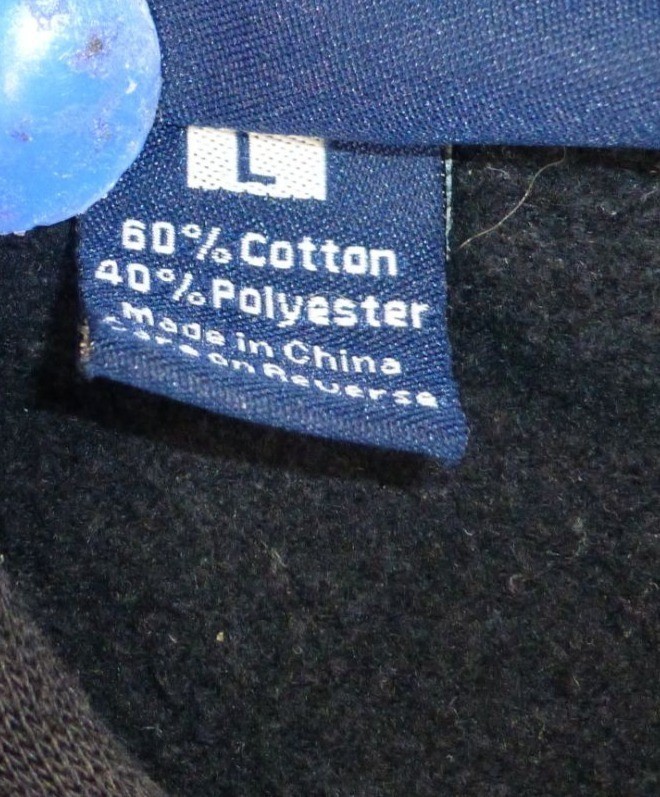 L
60% Cotton
40% Polyester
Made in China
Care on Reverse